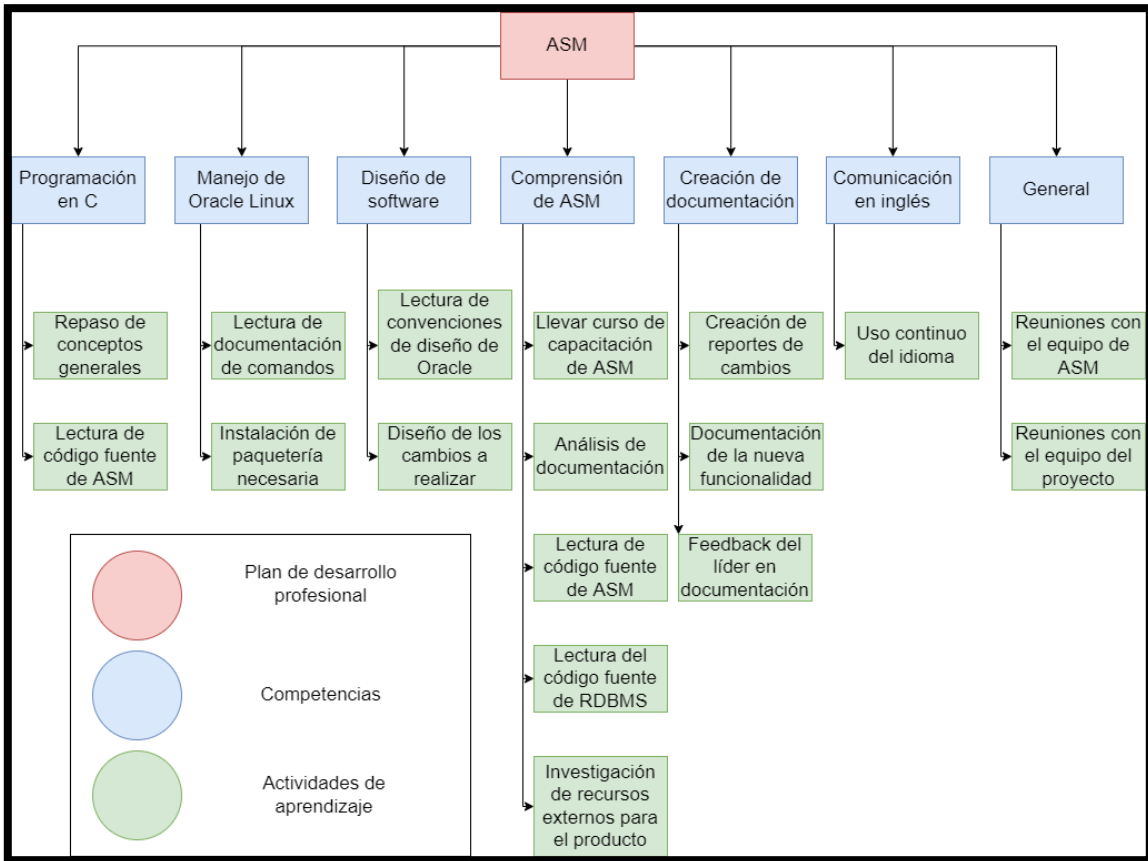 ASM
Programación
en C
Manejo de
Oracle Linux
Diseño de
software
Comprensión
de ASM
Creación de
documentación
Comunicación
en inglés
General
Repaso de
conceptos
generales
Lectura de
código fuente
de ASM
Lectura de
documentación
de comandos
Instalación de
paquetería
necesaria
Lectura de
convenciones
de diseño de
Oracle
Diseño de los
cambios a
realizar
Llevar curso de
capacitación
de ASM
Análisis de
documentación
Lectura de
código fuente
de ASM
Lectura del
código fuente
de RDBMS
Investigación
de recursos
externos para
el producto
Creación de
reportes de
cambios
Documentación
de la nueva
funcionalidad
Feedback del
líder en
documentación
Uso continuo
del idioma
Reuniones con
el equipo de
ASM
Reuniones con
el equipo del
proyecto
Plan de desarrollo
profesional
Competencias
Actividades de
aprendizaje